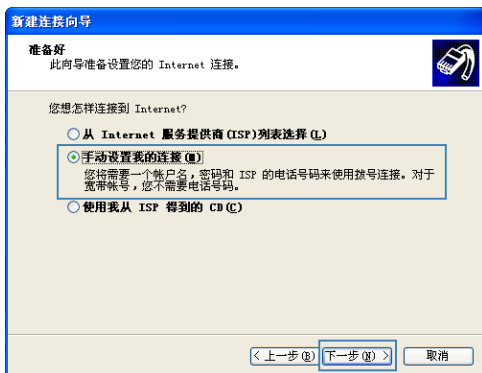 新建连接向导
准备好
此向导准备设置您的 Internet 连接。
您想怎样连接到 Internet?
从 Internet 服务提供商(ISP)列表选择(L)
手动设置我的连接(M)
您将需要一个帐户名，密码和 ISP 的电话号码来使用拨号连接。对于
宽带帐号，您不需要电话号码。
使用我从 ISP 得到的 CD(C)
<上一步(B) 下一步(N)> 取消